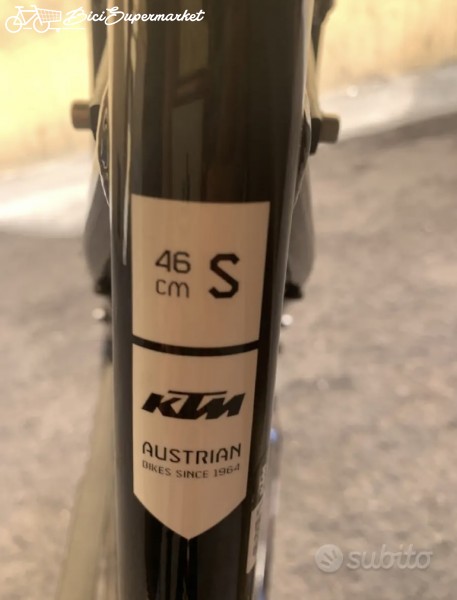 BiciSupermarket
46 S
cm
KTM
AUSTRIAN
BIKES SINCE 1964
subito